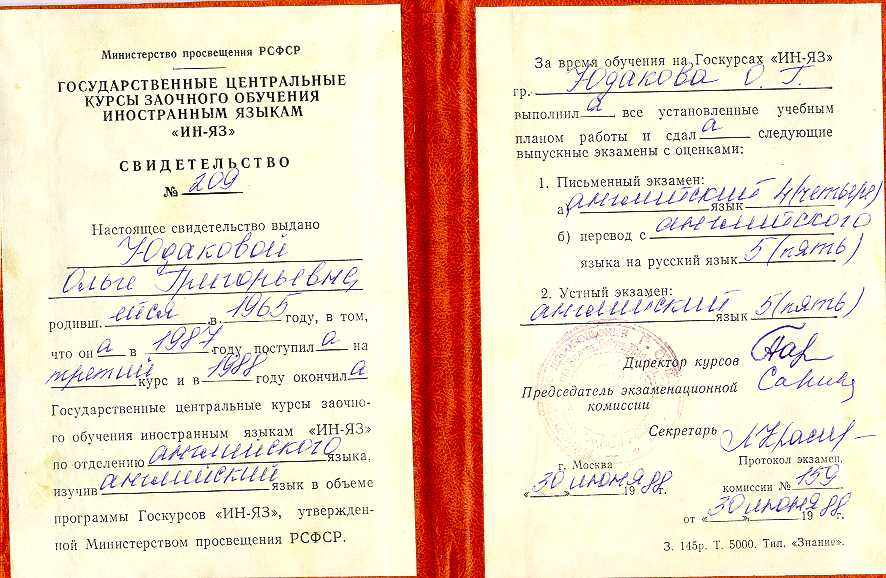 Министерство просвещения РСФСР
ГОСУДАРСТВЕННЫЕ ЦЕНТРАЛЬНЫЕ
КУРСЫ ЗАОЧНОГО ОБУЧЕНИЯ
ИНОСТРАННЫМ ЯЗЫКАМ
«ИН-ЯЗ»
СВИДЕТЕЛЬСТВО
№ 209
Настоящее свидетельство выдано
Юдаковой
Ольге Григорьевне,
родивш. ейся в 1965 году, в том,
что он а в 1987 году поступил а на
третий курс и в 1988 году окончил а
Государственные центральные курсы заочно-
го обучения иностранным языкам «ИН-ЯЗ»
по отделению английского языка,
изучив английский язык в объеме
программы Госкурсов «ИН-ЯЗ», утвержден-
ной Министерством просвещения РСФСР.
За время обучения на Госкурсах «ИН-ЯЗ»
гр. Юдакова О. Г.
выполнил а все установленные учебным
планом работы и сдал а следующие
выпускные экзамены с оценками:
1. Письменный экзамен:
а) английский язык 4 (четыре)
б) перевод с английского
языка на русский язык 5 (пять)
2. Устный экзамен:
английский язык 5 (пять)
Директор курсов
Председатель экзаменационной
комиссии
Секретарь
г. Москва
«30» июня 1988 г.
Протокол экзамен.
комиссии № 159
от «30» июня 1988 г.
З. 145р. Т. 5000. Тип. «Знание».